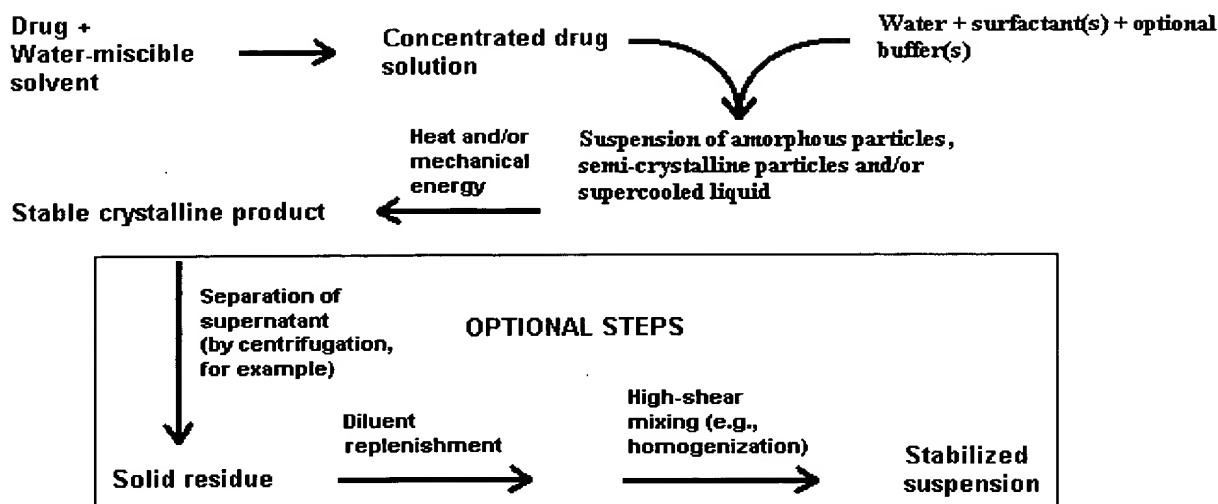 Drug +
Water-miscible
solvent
Concentrated drug
solution
Water + surfactant(s) + optional
buffer(s)
Suspension of amorphous particles,
semi-crystalline particles and/or
supercooled liquid
Heat and/or
mechanical
energy
Stable crystalline product
Separation of
supernatant
(by centrifugation,
for example)
OPTIONAL STEPS
Solid residue
Diluent
replenishment
High-shear
mixing (e.g.,
homogenization)
Stabilized
suspension